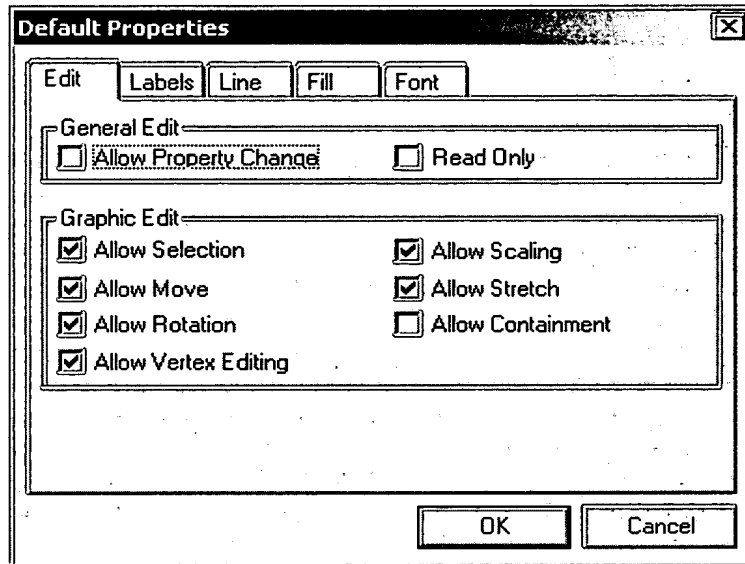 Default Properties
Edit Labels Line Fill Font
General Edit
Allow Property Change Read Only
Graphic Edit
Allow Selection Allow Scaling
Allow Move Allow Stretch
Allow Rotation Allow Containment
Allow Vertex Editing
OK Cancel